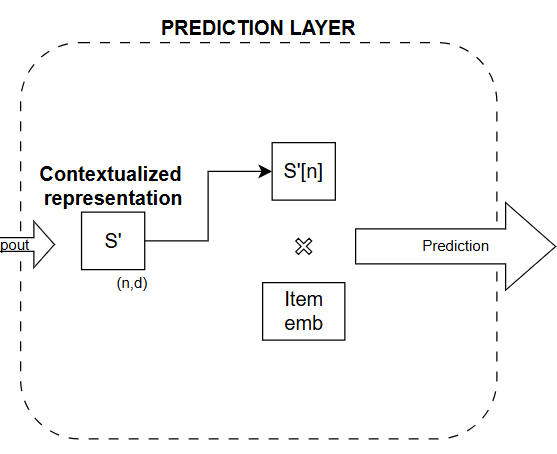 PREDICTION LAYER
Contextualized
representation
S'[n]
pout
S'
Prediction
(n,d)
Item
emb